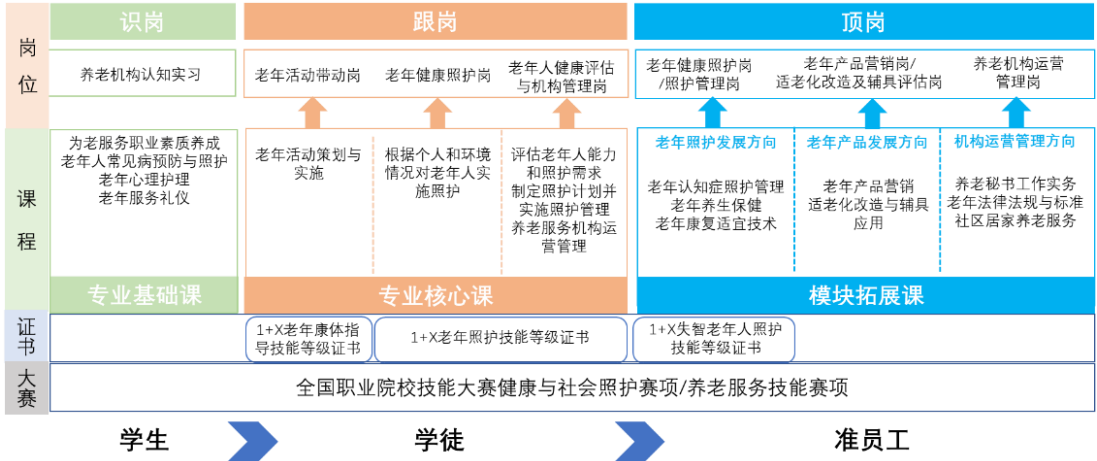 岗位
识岗
跟岗
顶岗
养老机构认知实习
老年活动带动岗
老年健康照护岗
老年人健康评估
与机构管理岗
老年健康照护岗
/照护管理岗
老年产品营销岗/
适老化改造及辅具评估岗
养老机构运营
管理岗
课程
为老服务职业素质养成
老年人常见病预防与照护
老年心理护理
老年服务礼仪
专业基础课
老年活动策划与
实施
根据个人和环境
情况对老年人实
施照护
评估老年人能力
和照护需求
制定照护计划并
实施照护管理
养老服务机构运
营管理
专业核心课
老年照护发展方向
老年认知症照护管理
老年养生保健
老年康复适宜技术
老年产品发展方向
老年产品营销
适老化改造与辅具
应用
机构运营管理方向
养老秘书工作实务
老年法律法规与标准
社区居家养老服务
模块拓展课
证书
1+X老年康体指
导技能等级证书
1+X老年照护技能等级证书
1+X失智老年人照护
技能等级证书
大赛
全国职业院校技能大赛健康与社会照护赛项/养老服务技能赛项
学生
学徒
准员工